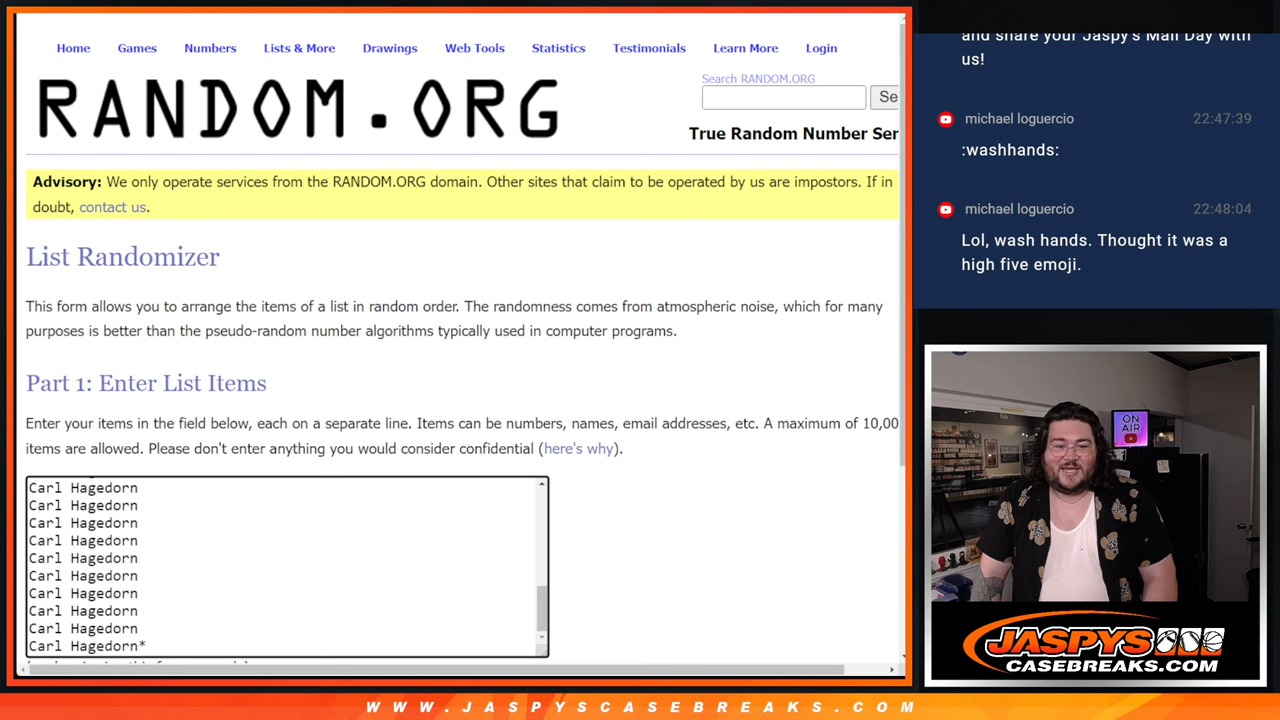 Home Games Numbers Lists & More Drawings Web Tools Statistics Testimonials Learn More Login
RANDOM.ORG
Search RANDOM.ORG
Se
True Random Number Ser
Advisory: We only operate services from the RANDOM.ORG domain. Other sites that claim to be operated by us are impostors. If in
doubt, contact us.
List Randomizer
This form allows you to arrange the items of a list in random order. The randomness comes from atmospheric noise, which for many
purposes is better than the pseudo-random number algorithms typically used in computer programs.
Part 1: Enter List Items
Enter your items in the field below, each on a separate line. Items can be numbers, names, email addresses, etc. A maximum of 10,00
items are allowed. Please don't enter anything you would consider confidential (here's why).
Carl Hagedorn
Carl Hagedorn
Carl Hagedorn
Carl Hagedorn
Carl Hagedorn
Carl Hagedorn
Carl Hagedorn
Carl Hagedorn
Carl Hagedorn
Carl Hagedorn*
and share your Jaspy's Mail Day with
us!
michael loguercio 22:47:39
:washhands:
michael loguercio 22:48:04
Lol, wash hands. Thought it was a
high five emoji.
ON
AIR
JASPYS
CASEBREAKS.COM
WWW.JASPYSCASEBREAKS.COM